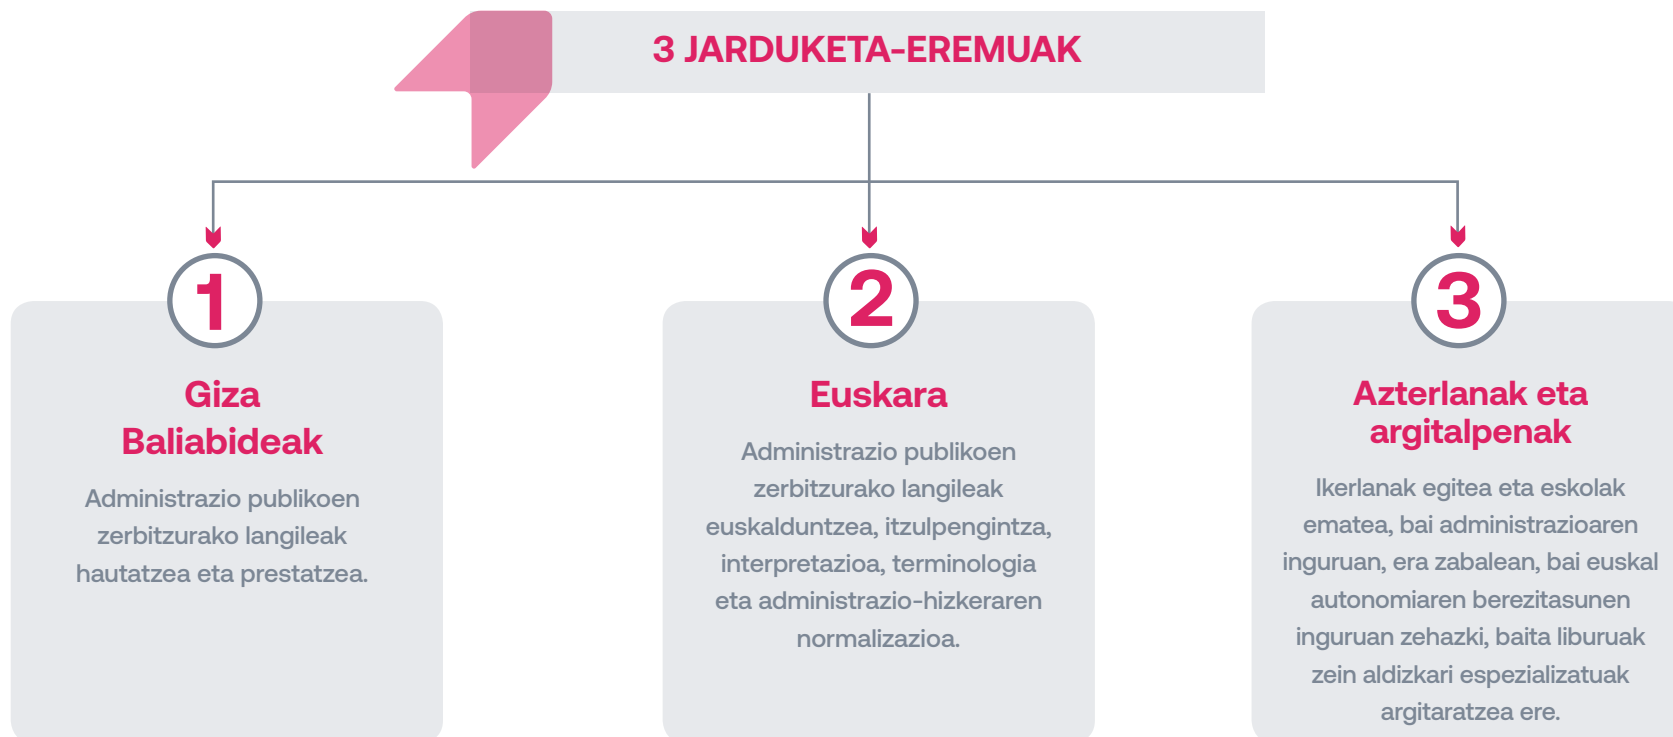 3 JARDUKETA-EREMUAK
1
Giza
Baliabideak
Administrazio publikoen
zerbitzurako langileak
hautatzea eta prestatzea.
2
Euskara
Administrazio publikoen
zerbitzurako langileak
euskalduntzea, itzulpengintza,
interpretazioa, terminologia
eta administrazio-hizkeraren
normalizazioa.
3
Azterlanak eta
argitalpenak
Ikerlanak egitea eta eskolak
ematea, bai administrazioaren
inguruan, era zabalean, bai euskal
autonomiaren berezitasunen
inguruan zehazki, baita liburuak
zein aldizkari espezializatuak
argitaratzea ere.